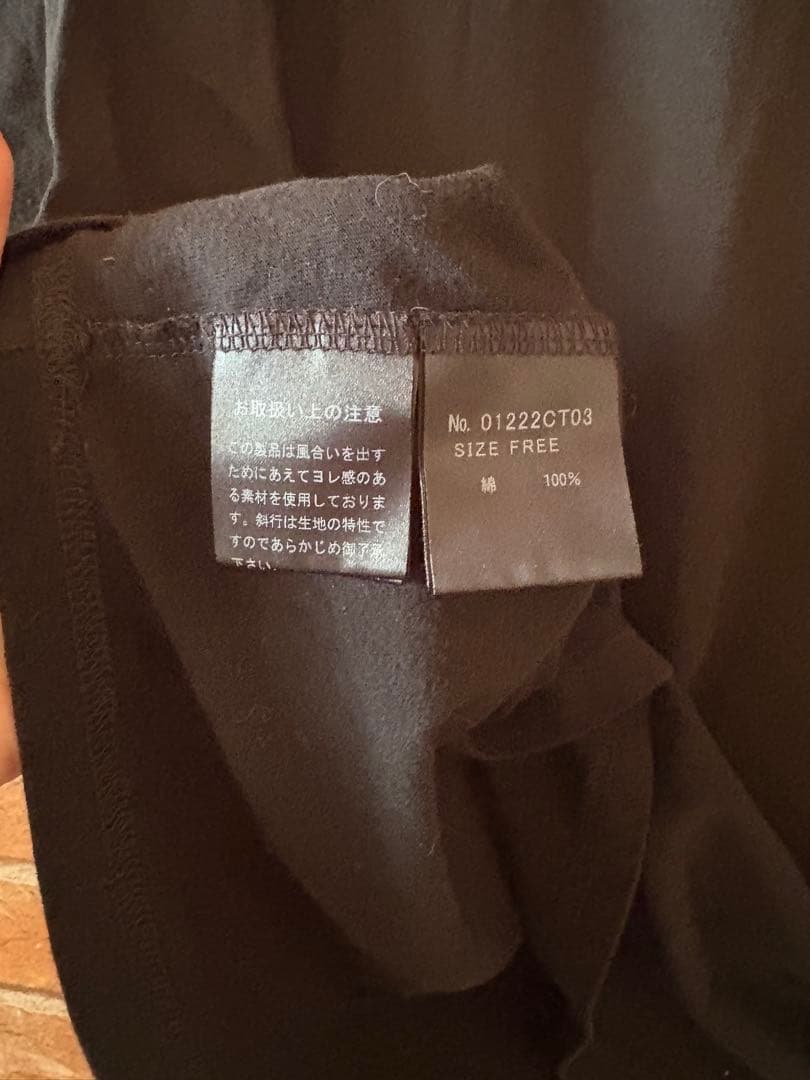 お取扱い上の注意
この製品は風合いを出す
ためにあえてヨレ感のあ
る素材を使用しておりま
す。斜行は生地の特性で
すのであらかじめ御了承
下さい。
No. 01222CT03
SIZE FREE
綿 100%